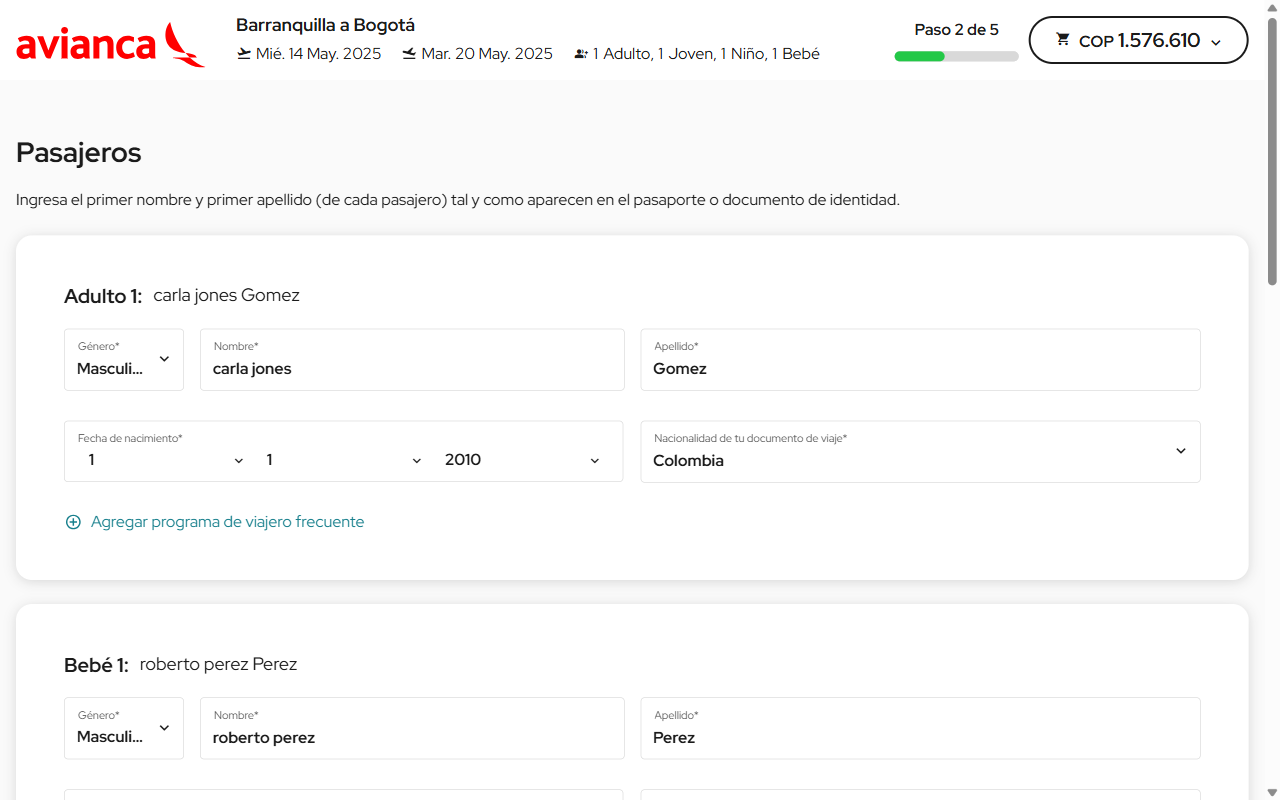 avianca
Barranquilla a Bogotá
Mié. 14 May. 2025 Mar. 20 May. 2025 1 Adulto, 1 Joven, 1 Niño, 1 Bebé
Paso 2 de 5
COP 1.576.610
Pasajeros
Ingresa el primer nombre y primer apellido (de cada pasajero) tal y como aparecen en el pasaporte o documento de identidad.
Adulto 1: carla jones Gomez
Género* Nombre* Apellido*
Masculi... carla jones Gomez
Fecha de nacimiento* Nacionalidad de tu documento de viaje*
1 1 2010 Colombia
Agregar programa de viajero frecuente
Bebé 1: roberto perez Perez
Género* Nombre* Apellido*
Masculi... roberto perez Perez